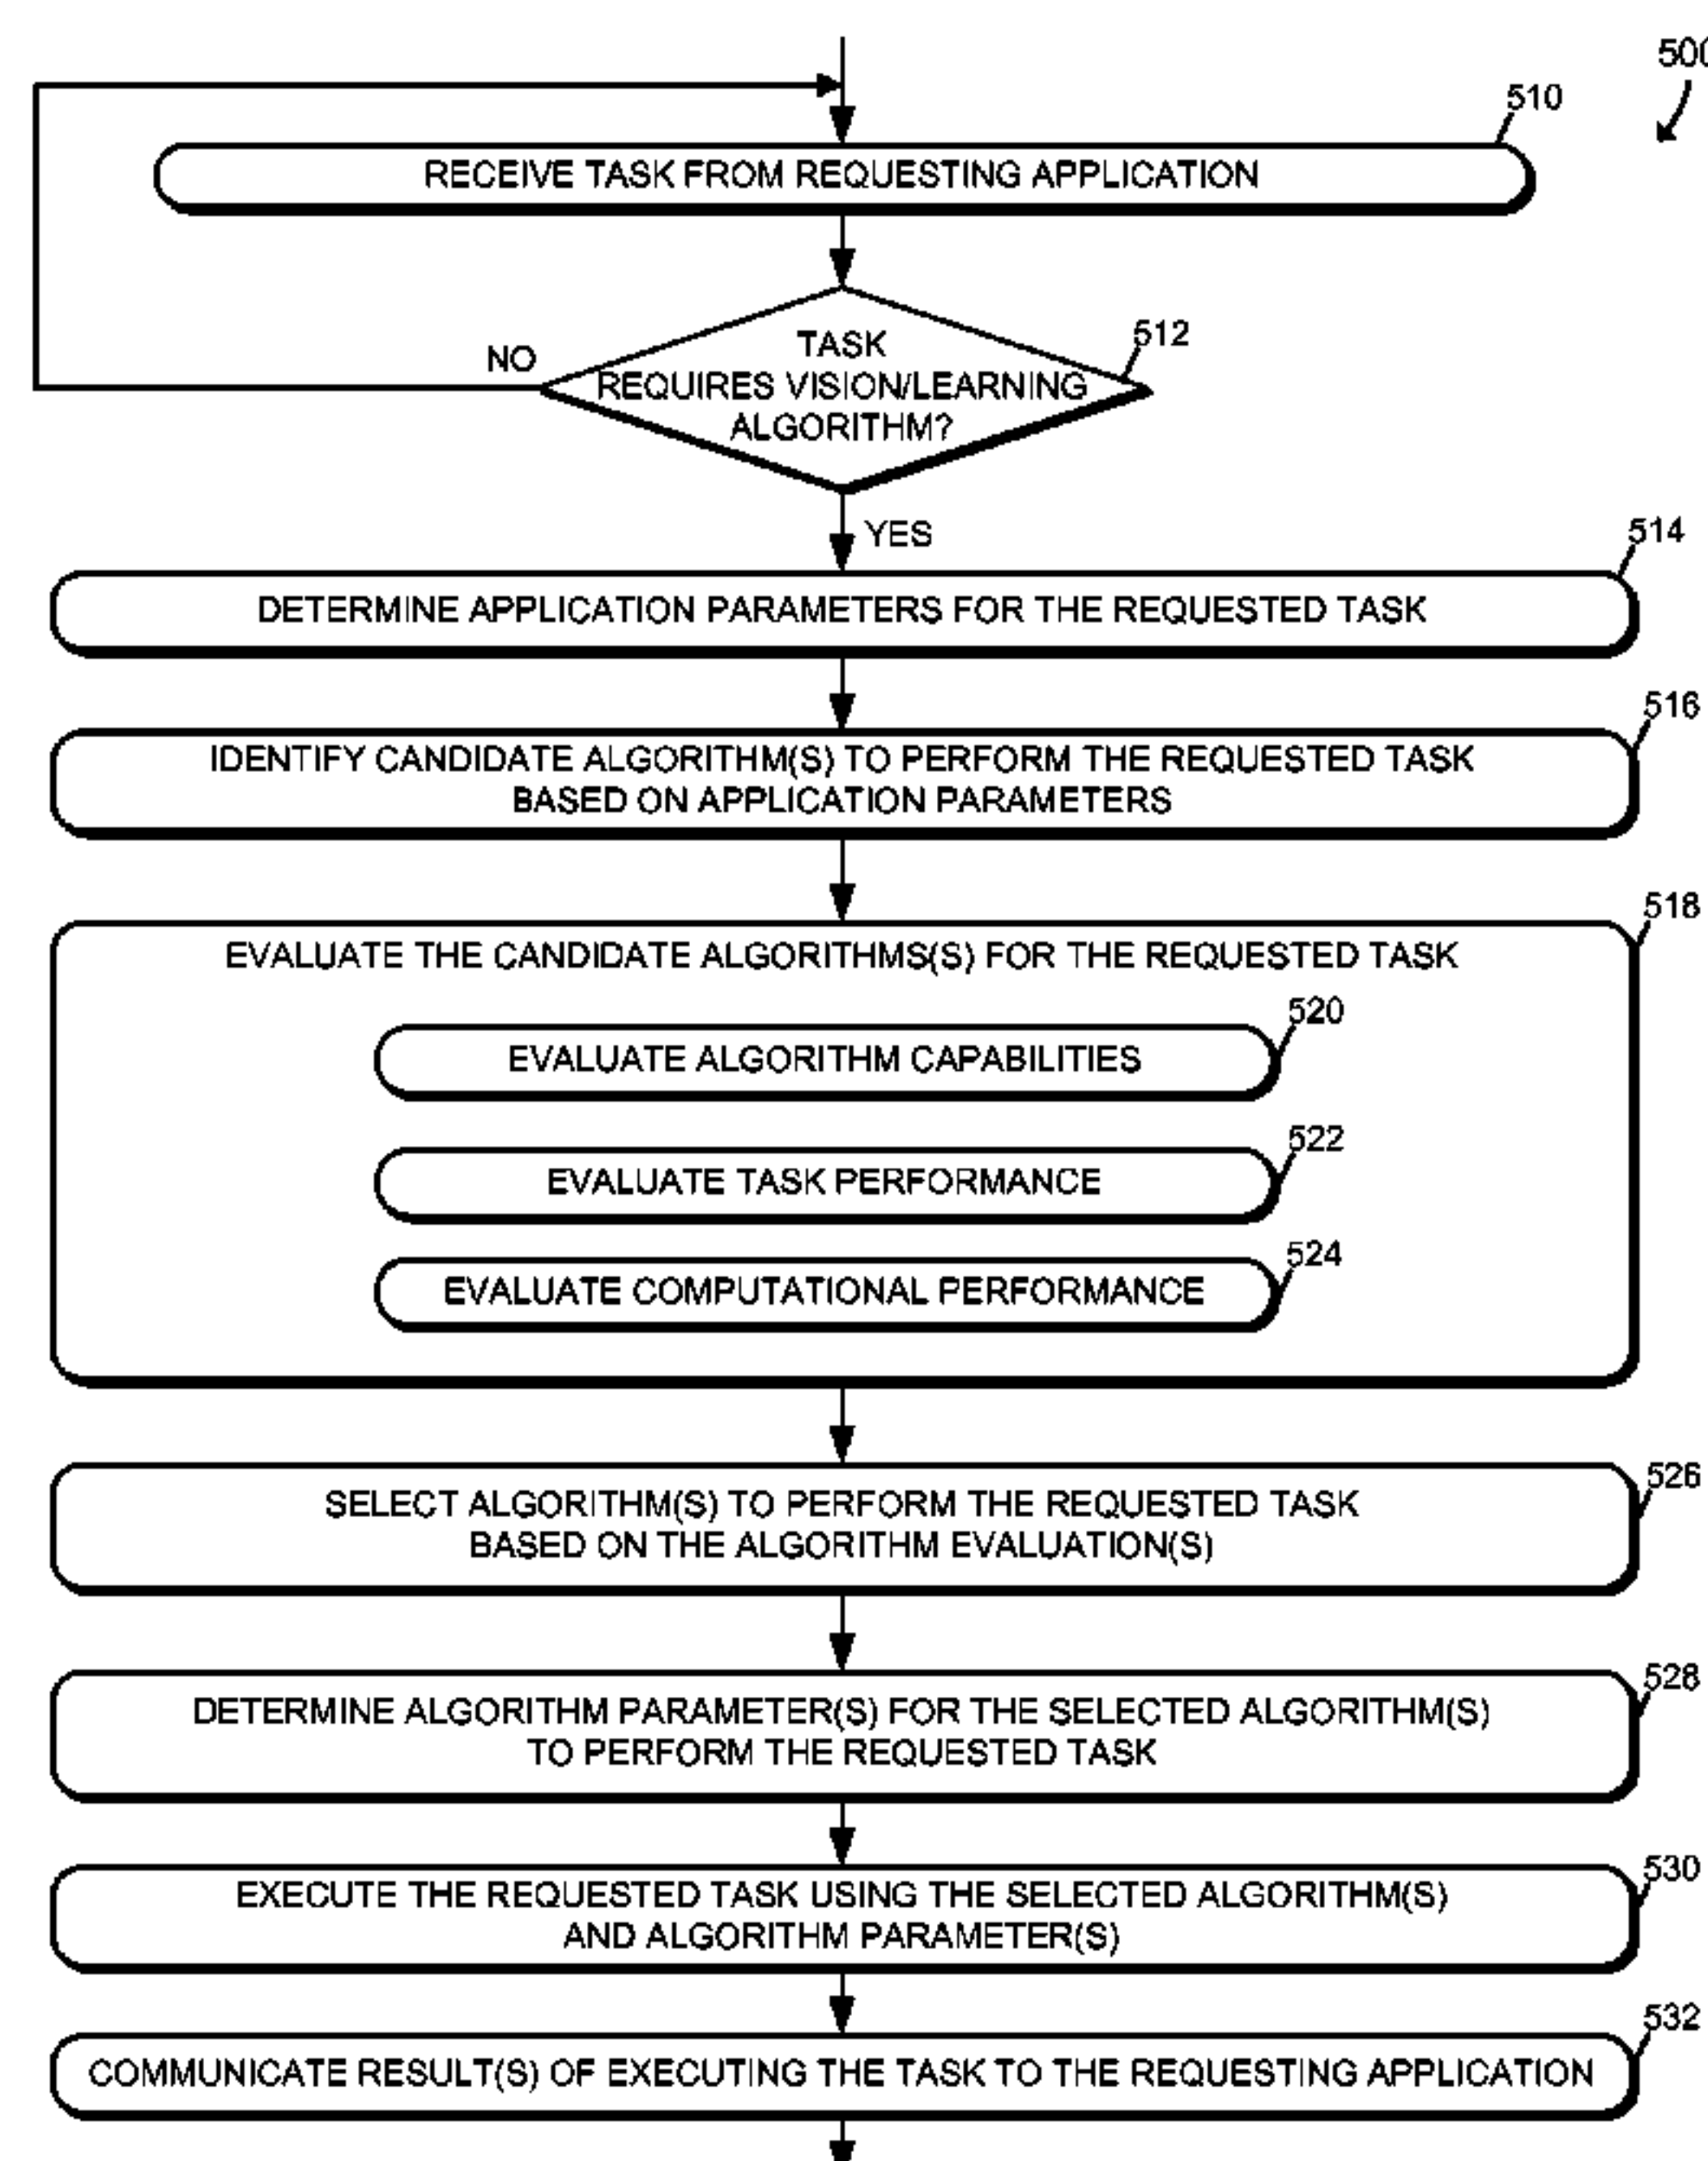 500
510
RECEIVE TASK FROM REQUESTING APPLICATION
512
TASK
REQUIRES VISION/LEARNING
ALGORITHM?
NO
YES
514
DETERMINE APPLICATION PARAMETERS FOR THE REQUESTED TASK
516
IDENTIFY CANDIDATE ALGORITHM(S) TO PERFORM THE REQUESTED TASK
BASED ON APPLICATION PARAMETERS
518
EVALUATE THE CANDIDATE ALGORITHMS(S) FOR THE REQUESTED TASK
520
EVALUATE ALGORITHM CAPABILITIES
522
EVALUATE TASK PERFORMANCE
524
EVALUATE COMPUTATIONAL PERFORMANCE
526
SELECT ALGORITHM(S) TO PERFORM THE REQUESTED TASK
BASED ON THE ALGORITHM EVALUATION(S)
528
DETERMINE ALGORITHM PARAMETER(S) FOR THE SELECTED ALGORITHM(S)
TO PERFORM THE REQUESTED TASK
530
EXECUTE THE REQUESTED TASK USING THE SELECTED ALGORITHM(S)
AND ALGORITHM PARAMETER(S)
532
COMMUNICATE RESULT(S) OF EXECUTING THE TASK TO THE REQUESTING APPLICATION